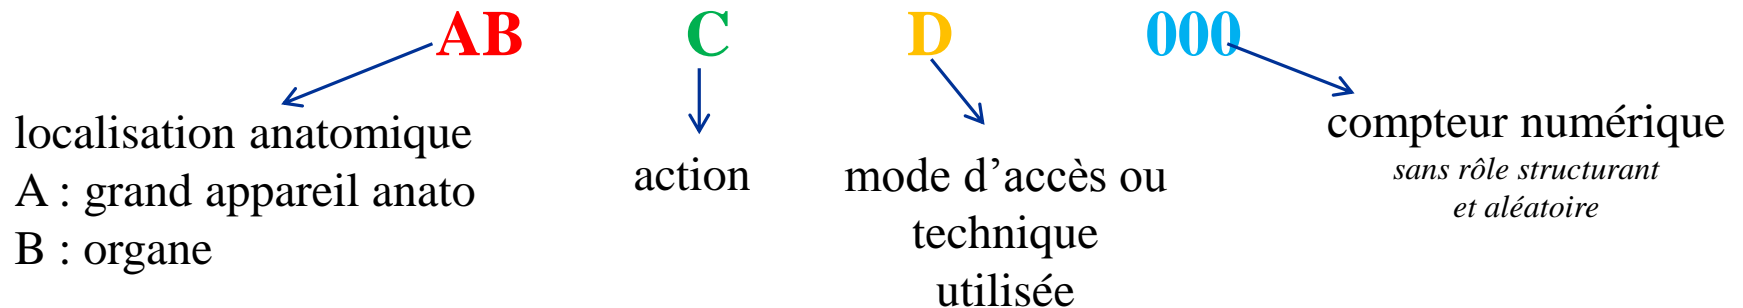 AB C D 000
localisation anatomique
A : grand appareil anato
B : organe
action
mode d’accès ou
technique
utilisée
compteur numérique
sans rôle structurant
et aléatoire